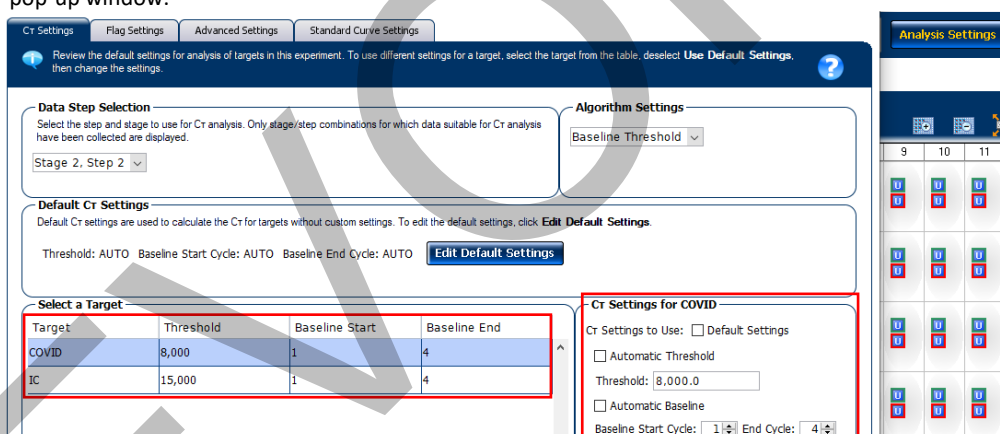 pop-up window.
CT Settings
Flag Settings
Advanced Settings
Standard Curve Settings
Analysis Settings
Review the default settings for analysis of targets in this experiment. To use different settings for a target, select the target from the table, deselect Use Default Settings,
then change the settings.
Data Step Selection
Select the step and stage to use for CT analysis. Only stage/step combinations for which data suitable for CT analysis
have been collected are displayed.
Stage 2, Step 2
Algorithm Settings
Baseline Threshold
Default CT Settings
Default CT settings are used to calculate the CT for targets without custom settings. To edit the default settings, click Edit Default Settings.
Threshold: AUTO Baseline Start Cycle: AUTO Baseline End Cycle: AUTO
Edit Default Settings
Select a Target
Target Threshold Baseline Start Baseline End
COVID 8,000 1 4
IC 15,000 1 4
CT Settings for COVID
CT Settings to Use: Default Settings
Automatic Threshold
Threshold: 8,000.0
Automatic Baseline
Baseline Start Cycle: 1 End Cycle: 4
9 10 11
U U U
U U U
U U U
U U U
U U U
U U U
U U U
U U U